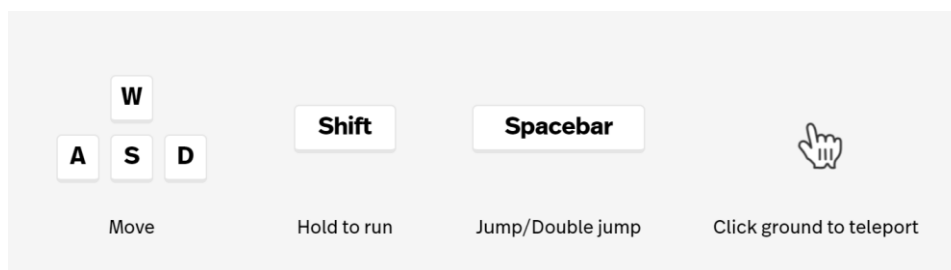 W
A S D
Shift
Spacebar
Move
Hold to run
Jump/Double jump
Click ground to teleport